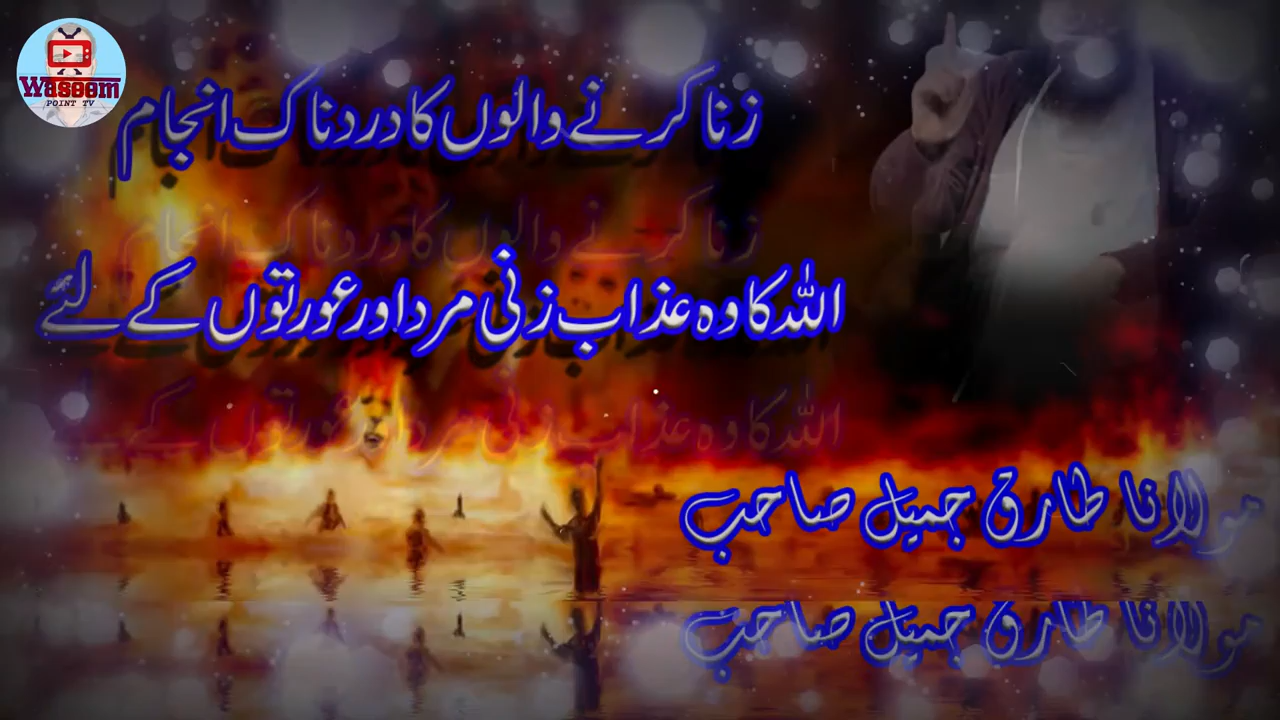 Waseem
POINT TV
زنا کرنے والوں کا دردناک انجام
اللہ کا وہ عذاب زنی مرد اور عورتوں کے لئے
مولانا طارق جمیل صاحب